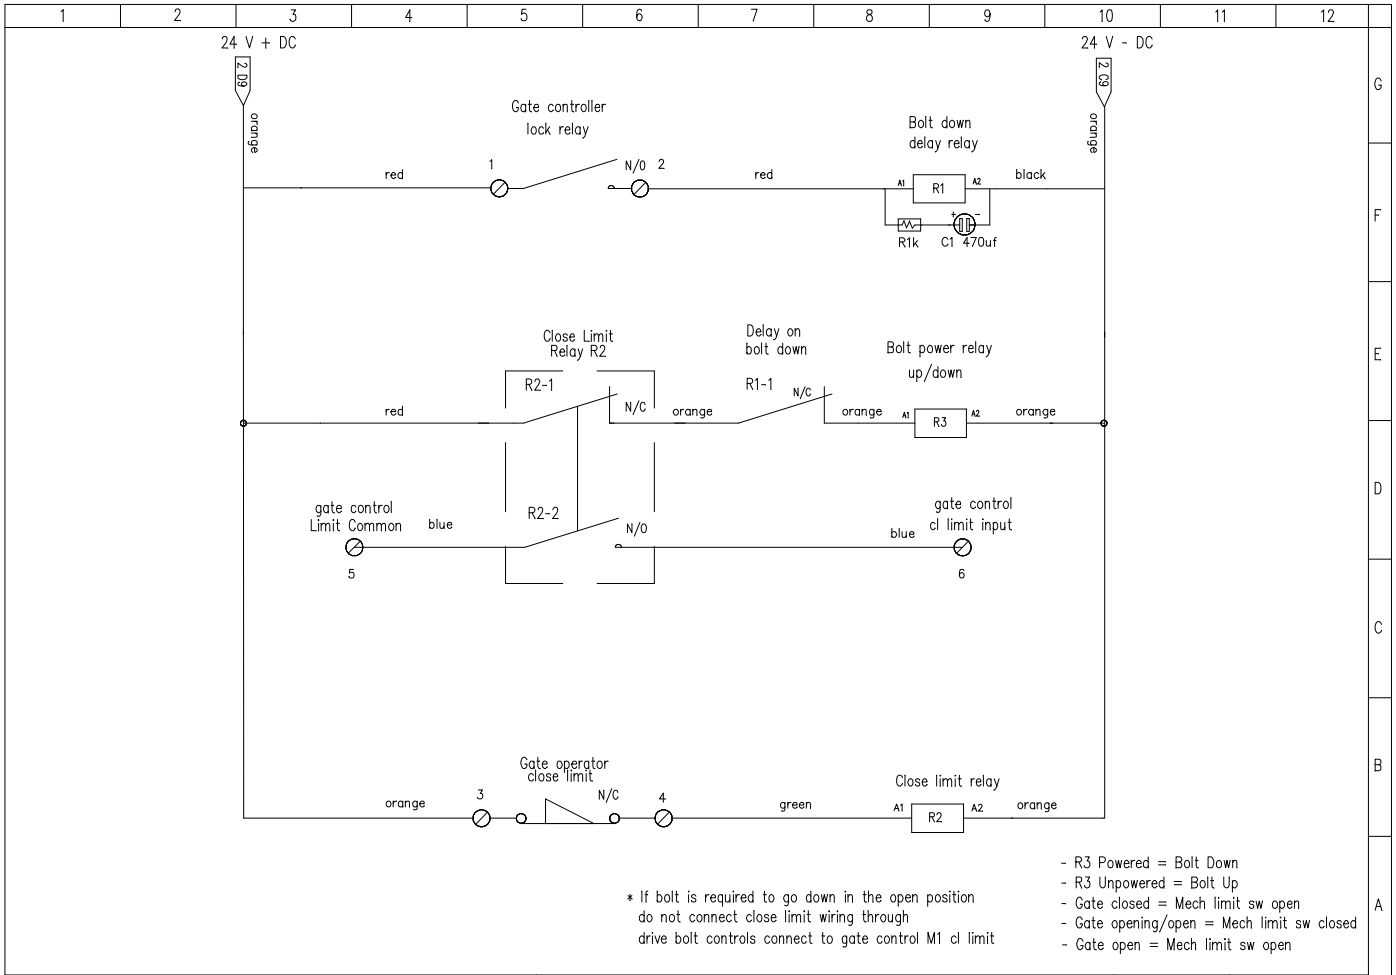 1 2 3 4 5 6 7 8 9 10 11 12
24 V + DC
24 V - DC
2 D9
2 C9
G
orange
orange
Gate controller
lock relay
Bolt down
delay relay
1
N/O 2
red
red
A1
R1
A2
black
F
+ -
R1k
C1 470uf
Close Limit
Relay R2
Delay on
bolt down
Bolt power relay
up/down
E
R2-1
R1-1
N/C
red
N/C
orange
orange
A1
R3
A2
orange
gate control
Limit Common
blue
R2-2
N/O
blue
gate control
cl limit input
D
5
6
C
Gate operator
close limit
Close limit relay
B
orange
3
N/C
4
green
A1
R2
A2
orange
- R3 Powered = Bolt Down
- R3 Unpowered = Bolt Up
- Gate closed = Mech limit sw open
- Gate opening/open = Mech limit sw closed
- Gate open = Mech limit sw open
A
* If bolt is required to go down in the open position
do not connect close limit wiring through
drive bolt controls connect to gate control M1 cl limit